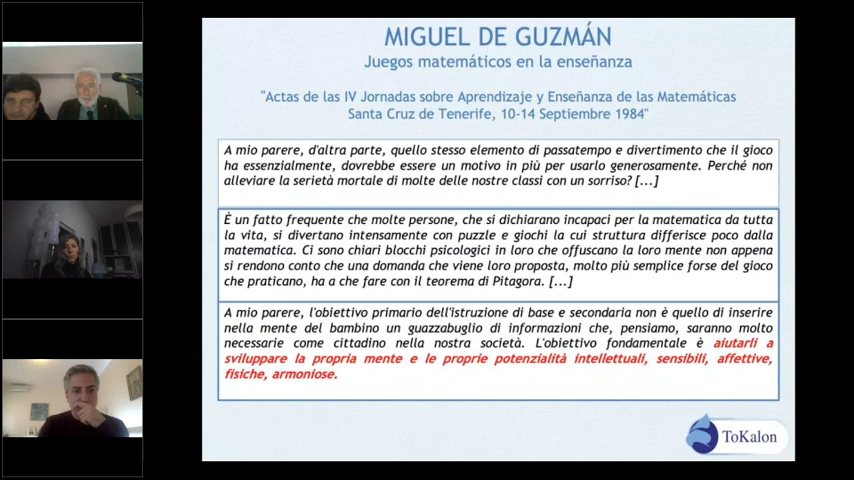 MIGUEL DE GUZMÁN
Juegos matemáticos en la enseñanza
"Actas de las IV Jornadas sobre Aprendizaje y Enseñanza de las Matemáticas
Santa Cruz de Tenerife, 10-14 Septiembre 1984"
A mio parere, d'altra parte, quello stesso elemento di passatempo e divertimento che il gioco
ha essenzialmente, dovrebbe essere un motivo in più per usarlo generosamente. Perché non
alleviare la serietà mortale di molte delle nostre classi con un sorriso? [...]
È un fatto frequente che molte persone, che si dichiarano incapaci per la matematica da tutta
la vita, si divertano intensamente con puzzle e giochi la cui struttura differisce poco dalla
matematica. Ci sono chiari blocchi psicologici in loro che offuscano la loro mente non appena
si rendono conto che una domanda che viene loro proposta, molto più semplice forse del gioco
che praticano, ha a che fare con il teorema di Pitagora. [...]
A mio parere, l'obiettivo primario dell'istruzione di base e secondaria non è quello di inserire
nella mente del bambino un guazzabuglio di informazioni che, pensiamo, saranno molto
necessarie come cittadino nella nostra società. L'obiettivo fondamentale è aiutarli a
sviluppare la propria mente e le proprie potenzialità intellettuali, sensibili, affettive,
fisiche, armoniose.
ToKalon